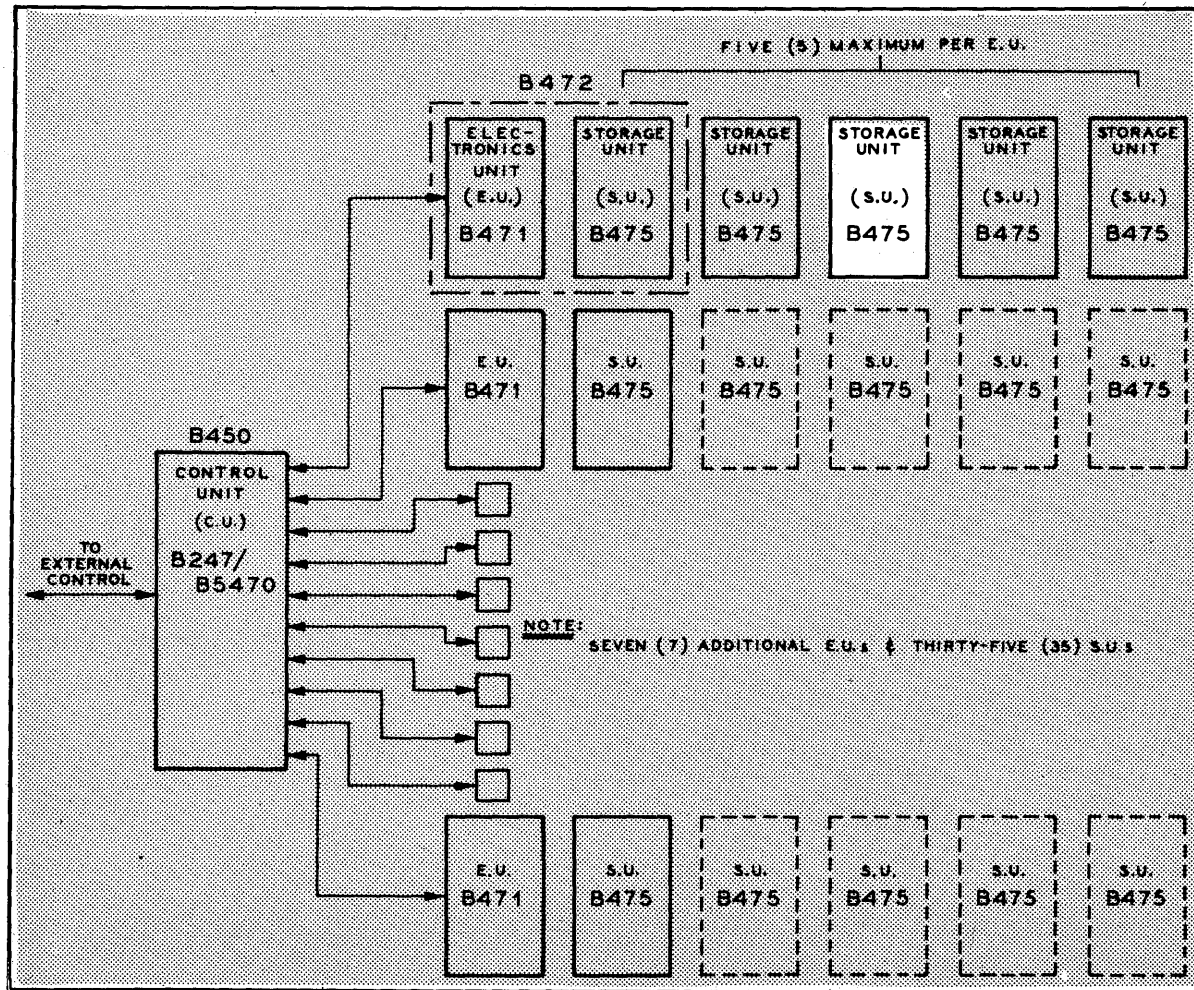 FIVE (5) MAXIMUM PER E.U.
B472
ELEC-
TRONICS
UNIT
(E.U.)
B471
STORAGE
UNIT
(S.U.)
B475
STORAGE
UNIT
(S.U.)
B475
STORAGE
UNIT
(S.U.)
B475
STORAGE
UNIT
(S.U.)
B475
STORAGE
UNIT
(S.U.)
B475
E.U.
B471
S.U.
B475
S.U.
B475
S.U.
B475
S.U.
B475
S.U.
B475
B450
CONTROL
UNIT
(C.U.)
B247/
B5470
TO
EXTERNAL
CONTROL
NOTE:
SEVEN (7) ADDITIONAL E.U.s & THIRTY-FIVE (35) S.U.s
E.U.
B471
S.U.
B475
S.U.
B475
S.U.
B475
S.U.
B475
S.U.
B475